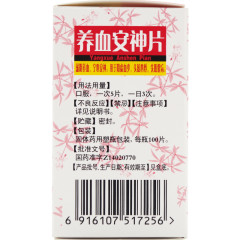 养血安神片
Yangxue Anshen Pian
【用法用量】
口服，一次5片，一日3次。
【不良反应】【禁忌】【注意事项】
详见说明书。
【贮藏】密封。
【包装】
固体药用塑瓶包装，每瓶100片。
【批准文号】
国药准字Z14020770
【产品批号、生产日期、有效期至】见盒底。
6 916107 517256 >